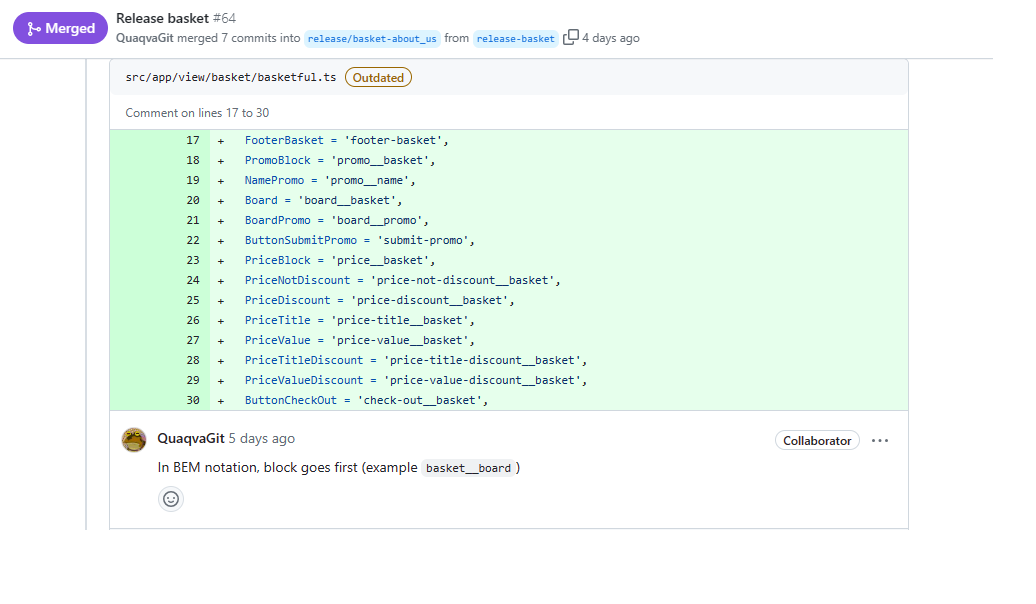 Merged
Release basket #64
QuaqvaGit merged 7 commits into release/basket-about_us from release-basket 4 days ago
src/app/view/basket/basketful.ts Outdated
Comment on lines 17 to 30
17 + FooterBasket = 'footer-basket',
18 + PromoBlock = 'promo__basket',
19 + NamePromo = 'promo__name',
20 + Board = 'board__basket',
21 + BoardPromo = 'board__promo',
22 + ButtonSubmitPromo = 'submit-promo',
23 + PriceBlock = 'price__basket',
24 + PriceNotDiscount = 'price-not-discount__basket',
25 + PriceDiscount = 'price-discount__basket',
26 + PriceTitle = 'price-title__basket',
27 + PriceValue = 'price-value__basket',
28 + PriceTitleDiscount = 'price-title-discount__basket',
29 + PriceValueDiscount = 'price-value-discount__basket',
30 + ButtonCheckOut = 'check-out__basket',
QuaqvaGit 5 days ago Collaborator
In BEM notation, block goes first (example basket__board)